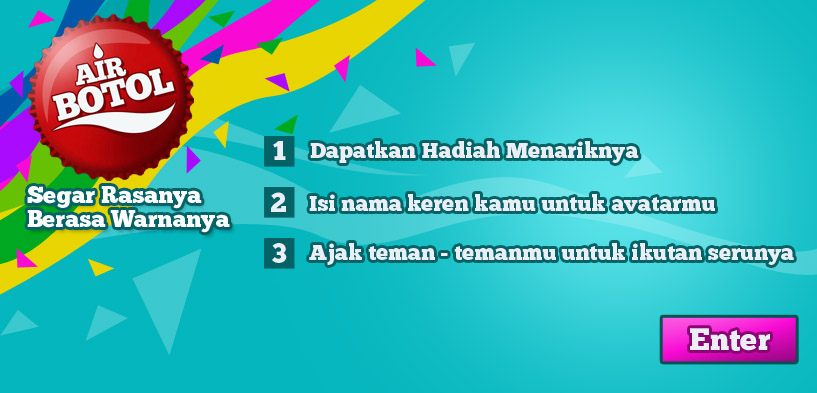 AIR
BOTOL
Segar Rasanya
Berasa Warnanya
1 Dapatkan Hadiah Menariknya
2 Isi nama keren kamu untuk avatarmu
3 Ajak teman - temanmu untuk ikutan serunya
Enter